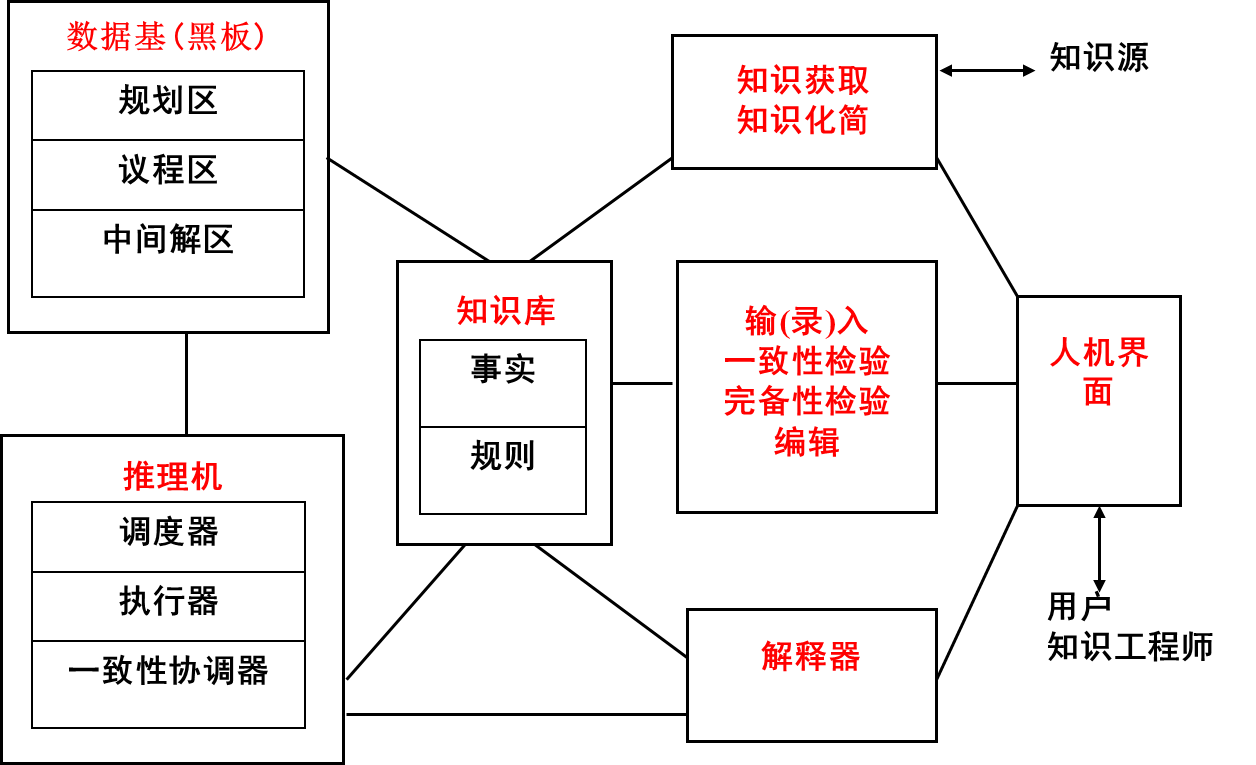 数据基(黑板)
规划区
议程区
中间解区
推理机
调度器
执行器
一致性协调器
知识库
事实
规则
知识获取
知识化简
输(录)入
一致性检验
完备性检验
编辑
解释器
知识源
人机界
面
用户
知识工程师